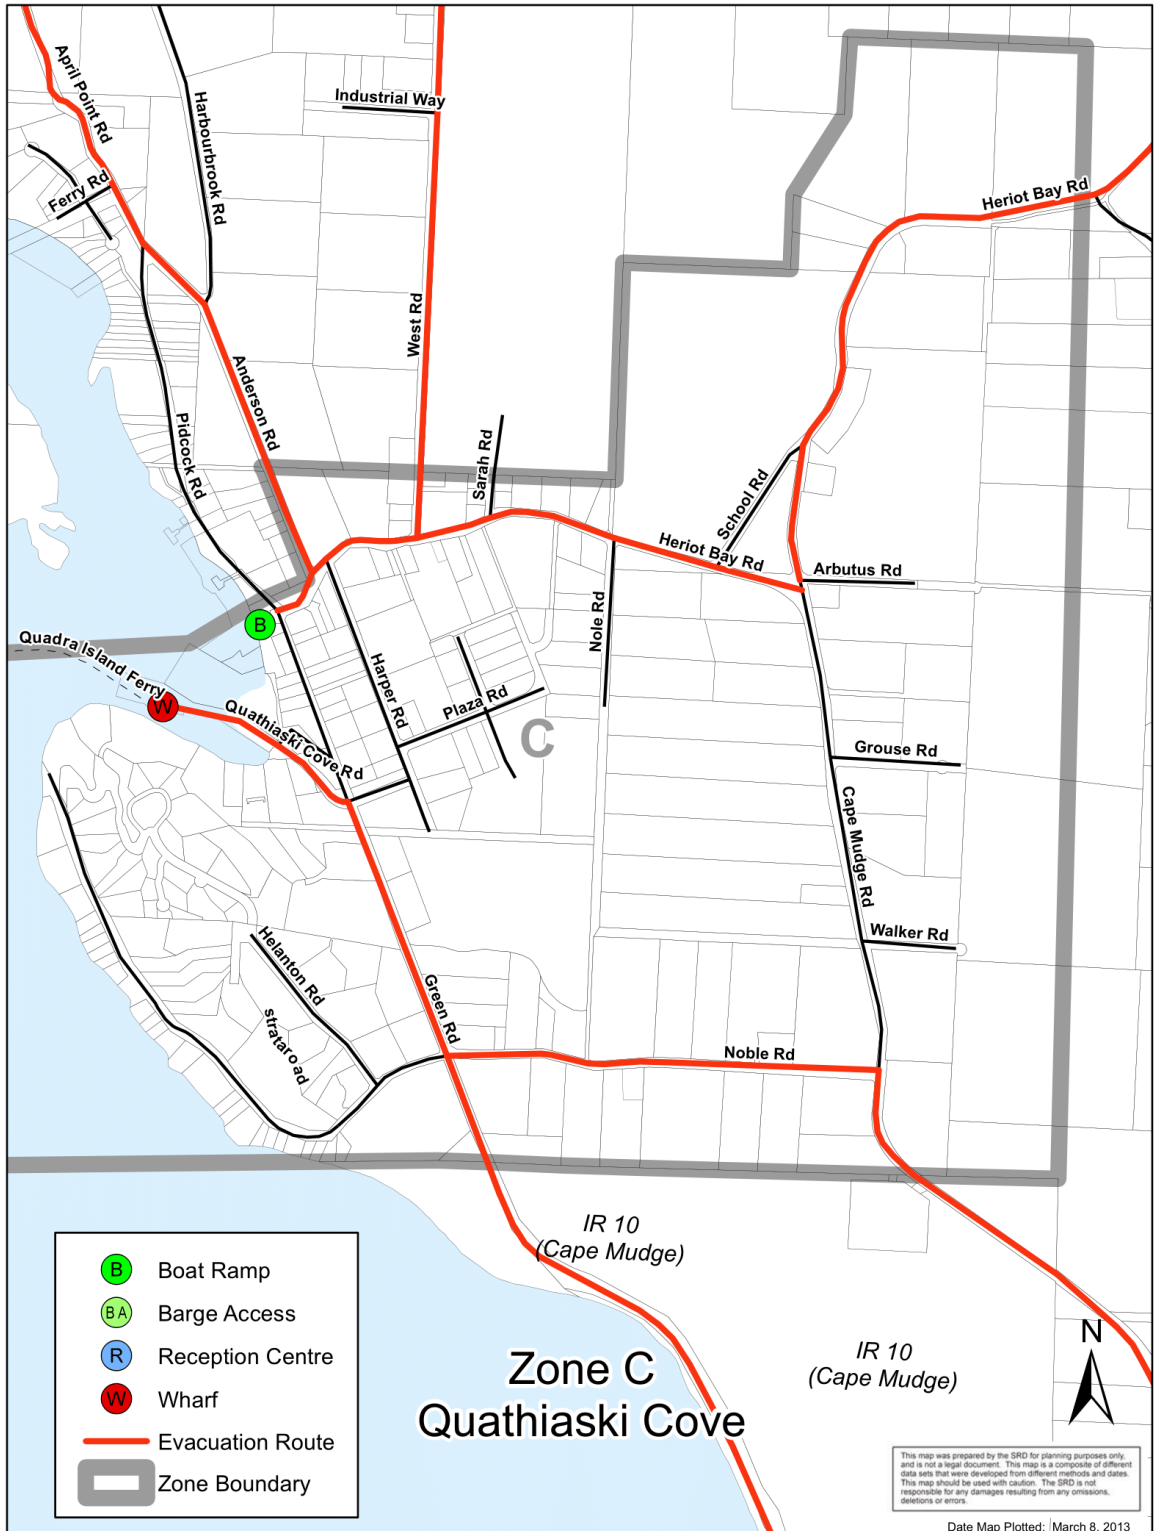 April Point Rd
Harbourbrook Rd
Industrial Way
Ferry Rd
Heriot Bay Rd
West Rd
Anderson Rd
Pidcock Rd
Sarah Rd
School Rd
Heriot Bay Rd
Arbutus Rd
Nole Rd
B
Quadra Island Ferry
W
Quathiaski Cove Rd
Harper Rd
Plaza Rd
C
Grouse Rd
Cape Mudge Rd
Walker Rd
Helanton Rd
strataroad
Green Rd
Noble Rd
IR 10
(Cape Mudge)
IR 10
(Cape Mudge)
N
Zone C
Quathiaski Cove
B Boat Ramp
BA Barge Access
R Reception Centre
W Wharf
Evacuation Route
Zone Boundary
This map was prepared by the SRD for planning purposes only,
and is not a legal document. This map is a composite of different
data sets that were developed from different methods and dates.
This map should be used with caution. The SRD is not
responsible for any damages resulting from any omissions,
deletions or errors.
Date Map Plotted: March 8, 2013